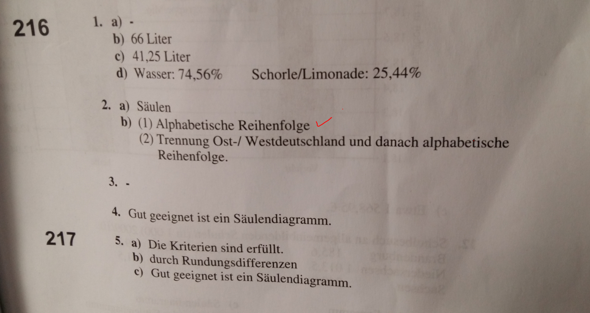 216
1. a) -
b) 66 Liter
c) 41,25 Liter
d) Wasser: 74,56% Schorle/Limonade: 25,44%
2. a) Säulen
b) (1) Alphabetische Reihenfolge
(2) Trennung Ost-/ Westdeutschland und danach alphabetische
Reihenfolge.
3. -
4. Gut geeignet ist ein Säulendiagramm.
217
5. a) Die Kriterien sind erfüllt.
b) durch Rundungsdifferenzen
c) Gut geeignet ist ein Säulendiagramm.